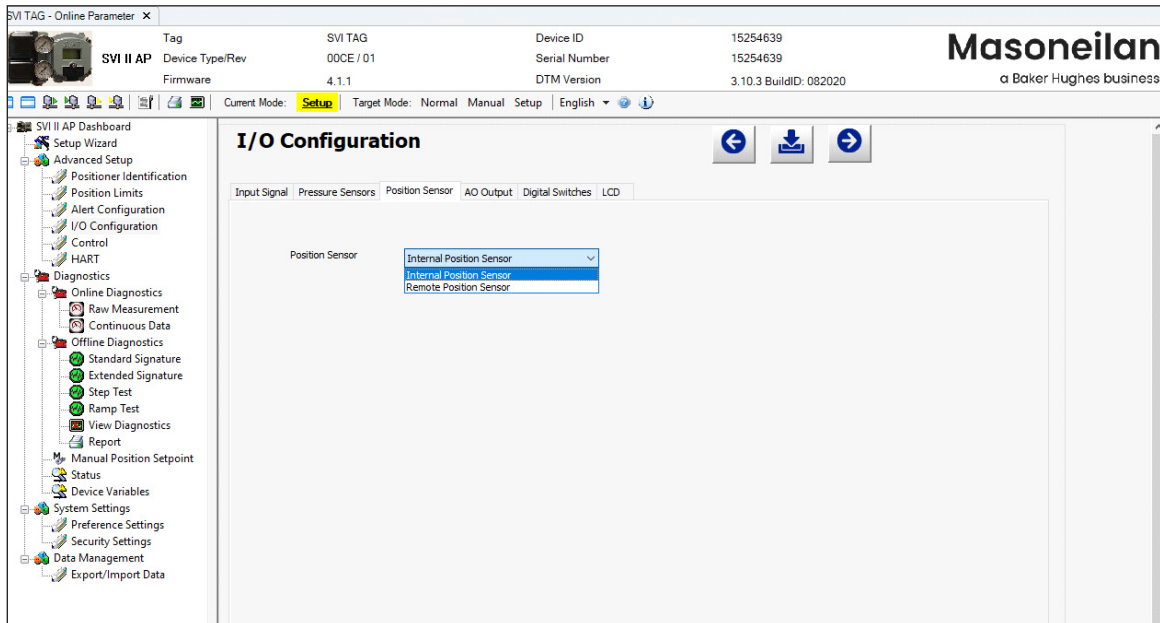 SVI TAG - Online Parameter X
SVI II AP
Tag SVI TAG Device ID 15254639
Device Type/Rev 00CE / 01 Serial Number 15254639
Firmware 4.1.1 DTM Version 3.10.3 BuildID: 082020
Masoneilan
a Baker Hughes business
Current Mode: Setup Target Mode: Normal Manual Setup English
SVI II AP Dashboard
Setup Wizard
Advanced Setup
Positioner Identification
Position Limits
Alert Configuration
I/O Configuration
Control
HART
Diagnostics
Online Diagnostics
Raw Measurement
Continuous Data
Offline Diagnostics
Standard Signature
Extended Signature
Step Test
Ramp Test
View Diagnostics
Report
Manual Position Setpoint
Status
Device Variables
System Settings
Preference Settings
Security Settings
Data Management
Export/Import Data
I/O Configuration
Input Signal Pressure Sensors Position Sensor AO Output Digital Switches LCD
Position Sensor Internal Position Sensor
Internal Position Sensor
Remote Position Sensor